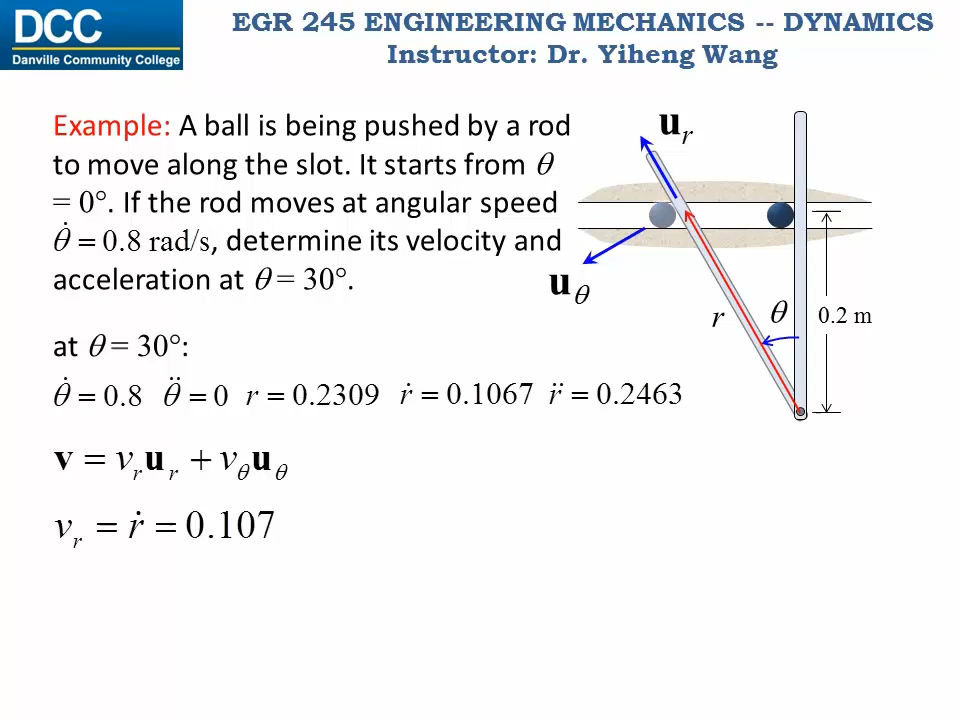 DCC
Danville Community College
EGR 245 ENGINEERING MECHANICS -- DYNAMICS
Instructor: Dr. Yiheng Wang
Example: A ball is being pushed by a rod
to move along the slot. It starts from θ
= 0°. If the rod moves at angular speed
θ̇ = 0.8 rad/s, determine its velocity and
acceleration at θ = 30°.
u_r
u_θ
r
θ
0.2 m
at θ = 30°:
θ̇ = 0.8 θ̈ = 0 r = 0.2309 ṙ = 0.1067 r̈ = 0.2463
v = v_r u_r + v_θ u_θ
v_r = ṙ = 0.107